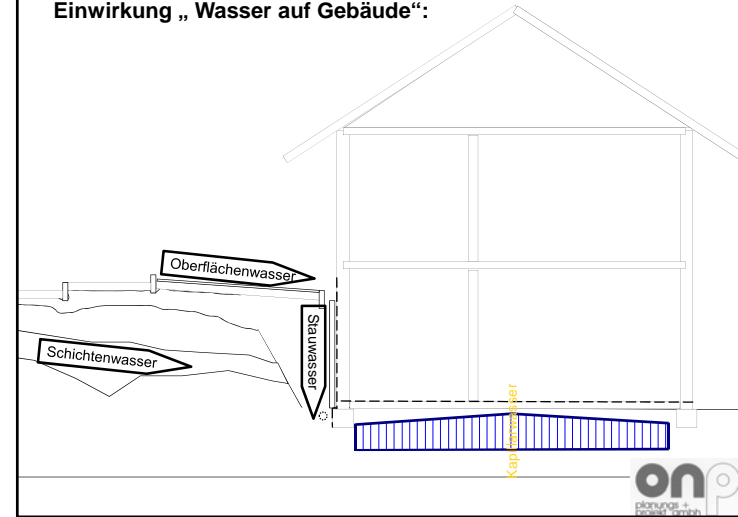 Einwirkung „ Wasser auf Gebäude“:
Oberflächenwasser
Stauwasser
Schichtenwasser
Kapillarwasser
onp
planungs +
projekt gmbh